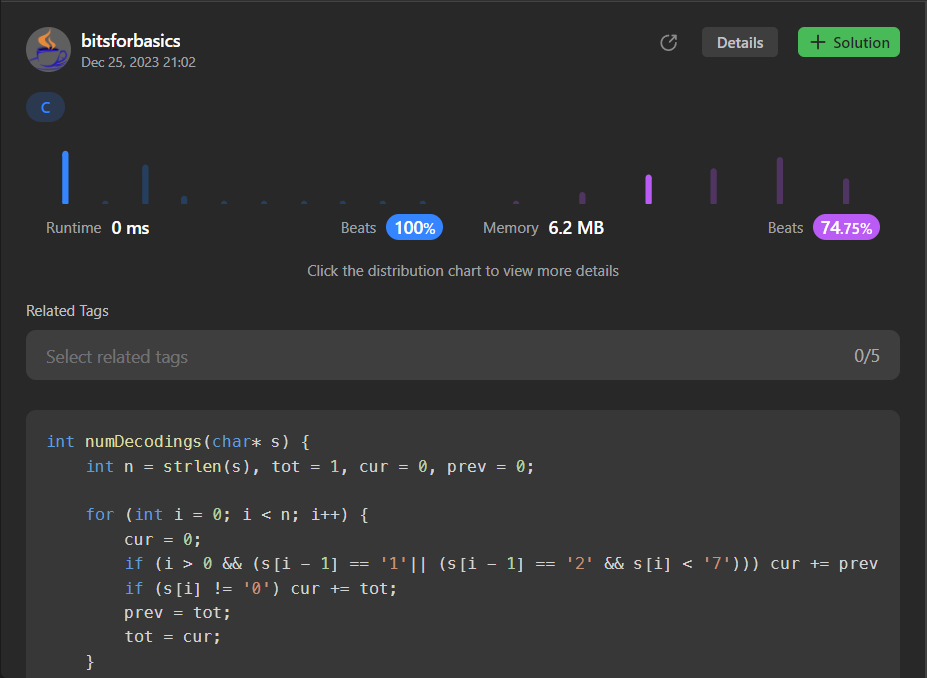 bitsforbasics
Dec 25, 2023 21:02
Details
+ Solution
C
Runtime 0 ms
Beats 100%
Memory 6.2 MB
Beats 74.75%
Click the distribution chart to view more details
Related Tags
Select related tags 0/5
int numDecodings(char* s) {
    int n = strlen(s), tot = 1, cur = 0, prev = 0;
    for (int i = 0; i < n; i++) {
        cur = 0;
        if (i > 0 && (s[i - 1] == '1'|| (s[i - 1] == '2' && s[i] < '7'))) cur += prev
        if (s[i] != '0') cur += tot;
        prev = tot;
        tot = cur;
    }